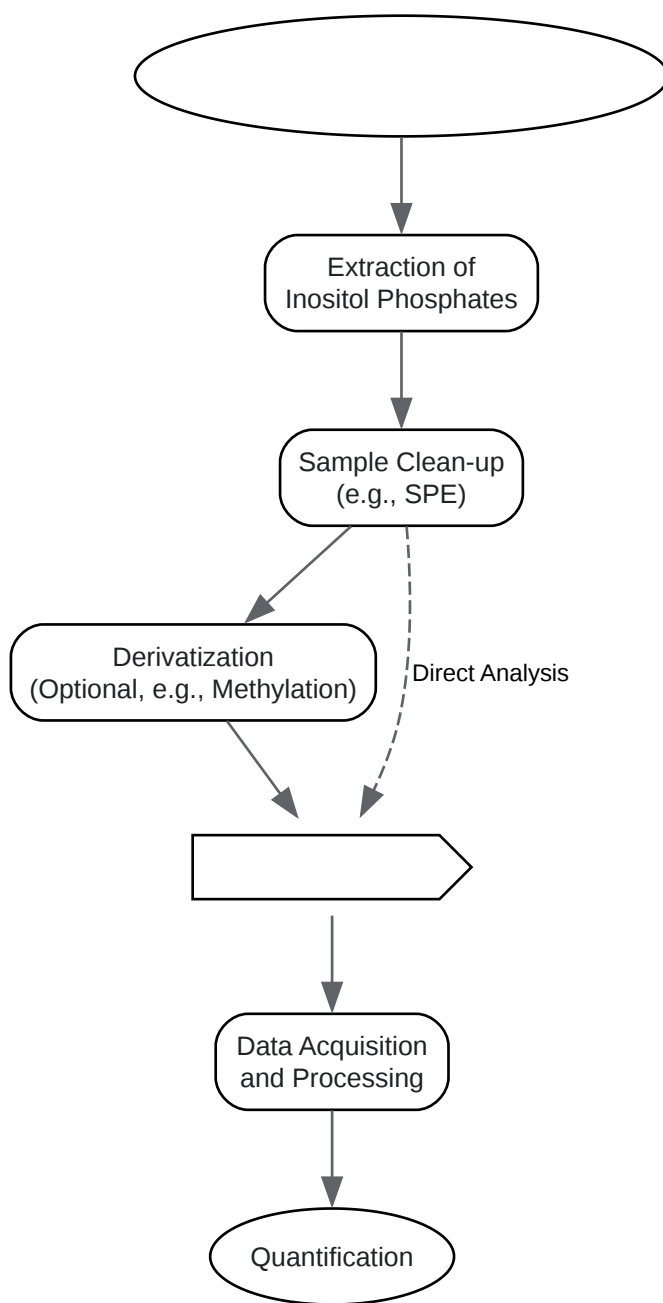 Extraction of
Inositol Phosphates
Sample Clean-up
(e.g., SPE)
Derivatization
(Optional, e.g., Methylation)
Direct Analysis
Data Acquisition
and Processing
Quantification